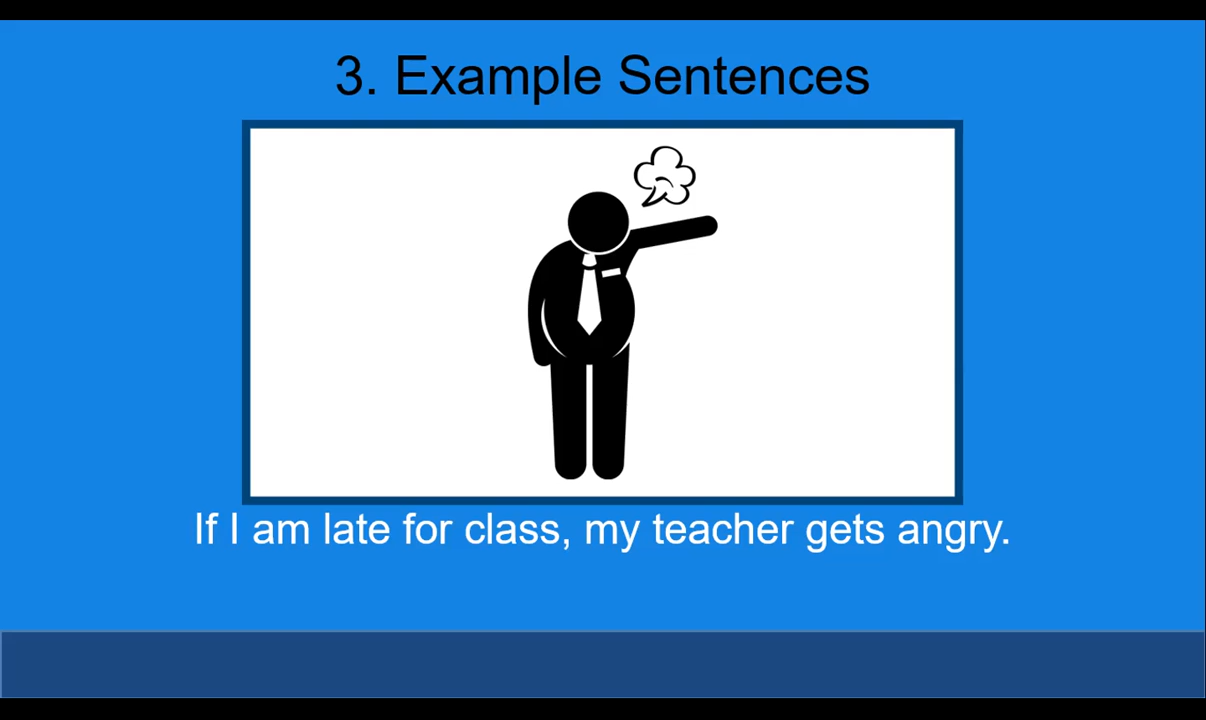 3. Example Sentences
If I am late for class, my teacher gets angry.